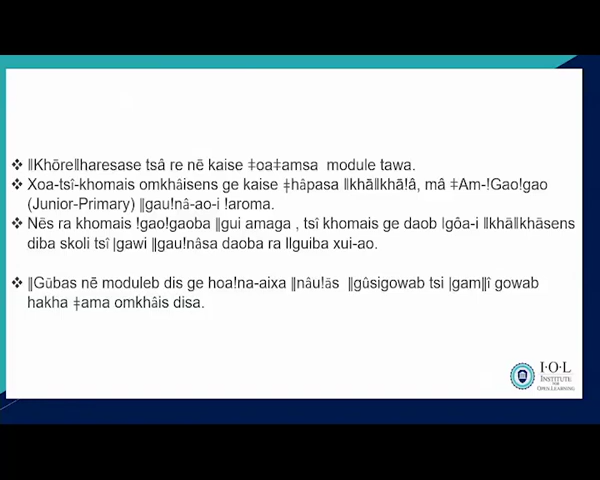 ❖ ǁKhōreǁharesase tsâ re nē kaise ǂoaǂamsa module tawa.
❖ Xoa-tsî-khomais omkhâisens ge kaise ǂhâpasa ǁkhāǁkhā!â, mâ ǂAm-!Gao!gao
(Junior-Primary) ǁgau!nâ-ao-i !aroma.
❖ Nēs ra khomais !gao!gaoba ǁgui amaga , tsî khomais ge daob ǀgôa-i ǁkhāǁkhāsens
diba skoli tsî ǀgawi ǁgau!nâsa daoba ra ǁguiba xui-ao.
❖ ǁGūbas nē moduleb dis ge hoa!na-aixa ǁnâu!ās ǁgûsigowab tsi ǀgamǁî gowab
hakha ǂama omkhâis disa.
I·O·L
INSTITUTE
FOR
OPEN LEARNING